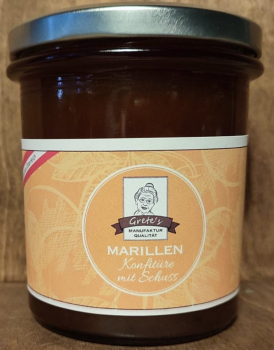 Grete's
MANUFAKTUR
QUALITÄT
MARILLEN
Konfitüre
mit Schuss